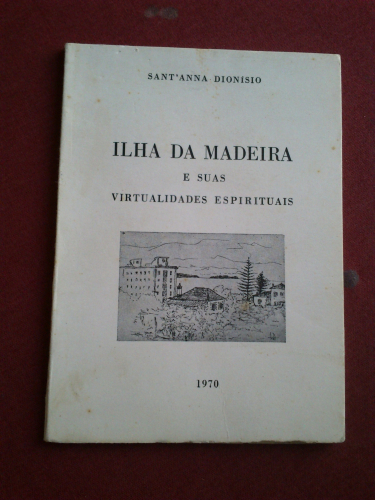 SANT'ANNA DIONISIO
ILHA DA MADEIRA
E SUAS
VIRTUALIDADES ESPIRITUAIS
1970